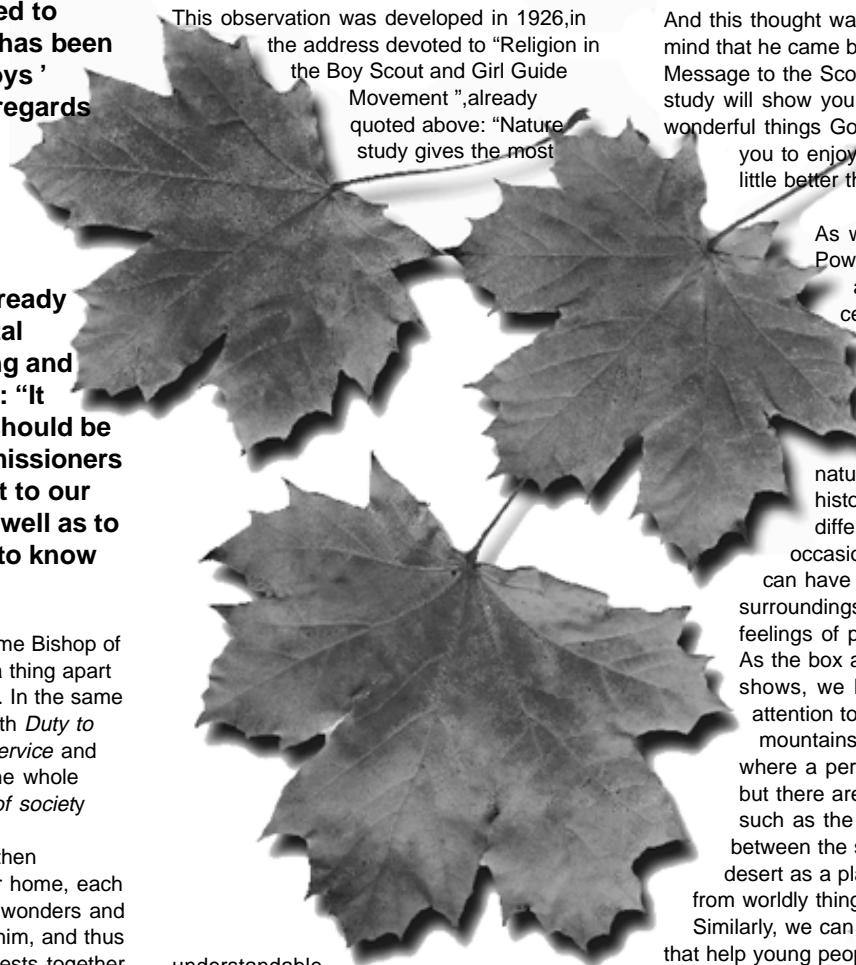 ed to
has been
oys ’
regards
ready
tal
ng and
: “It
should be
missioners
t to our
well as to
to know
me Bishop of
a thing apart
. In the same
th Duty to
ervice and
he whole
of society
then
r home, each
wonders and
him, and thus
ests together
This observation was developed in 1926,in
the address devoted to “Religion in
the Boy Scout and Girl Guide
Movement ”,already
quoted above: “Nature
study gives the most
understandable
And this thought wa
mind that he came b
Message to the Sco
study will show you
wonderful things Go
you to enjoy
little better th
As w
Pow
a
ce
natu
histo
diffe
occasio
can have
surroundings
feelings of p
As the box a
shows, we
attention to
mountains
where a per
but there are
such as the
between the s
desert as a pla
from worldly thing
Similarly, we can
that help young peop